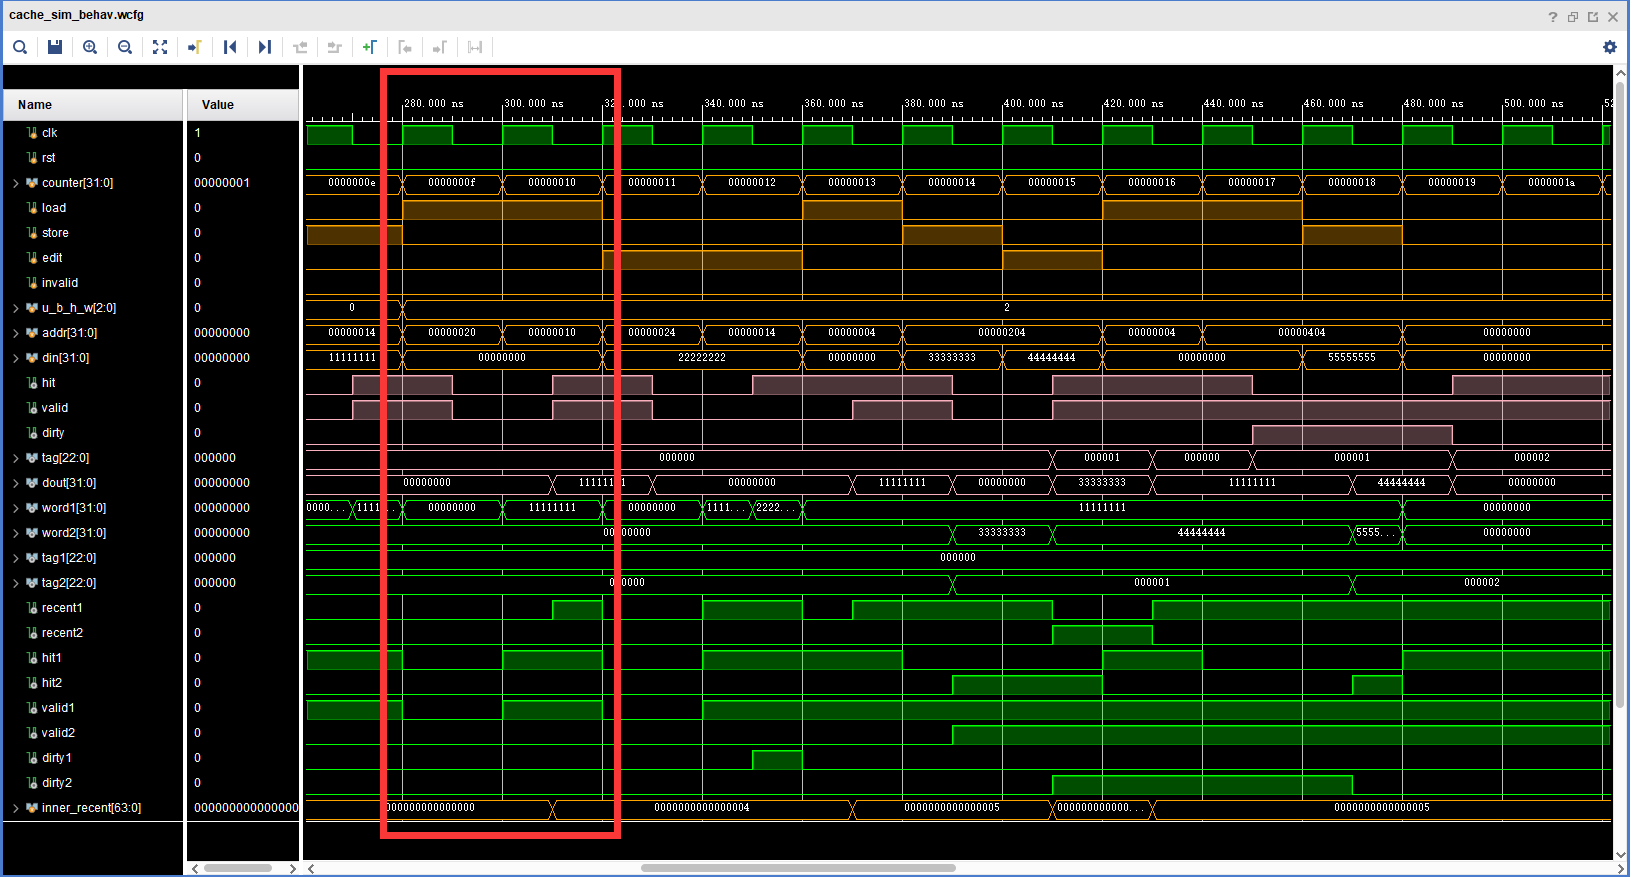 cache_sim_behav.wcfg
280.000 ns 300.000 ns 32 .000 ns 340.000 ns 360.000 ns 380.000 ns 400.000 ns 420.000 ns 440.000 ns 460.000 ns 480.000 ns 500.000 ns 52
Name Value
clk 1
rst 0
counter[31:0] 00000001 0000000e 0000000f 00000010 00000011 00000012 00000013 00000014 00000015 00000016 00000017 00000018 00000019 0000001a
load 0
store 0
edit 0
invalid 0
u_b_h_w[2:0] 0 0 2
addr[31:0] 00000000 00000014 00000020 00000010 00000024 00000014 00000004 00000204 00000004 00000404 00000000
din[31:0] 00000000 11111111 00000000 22222222 00000000 33333333 44444444 00000000 55555555 00000000
hit 0
valid 0
dirty 0
tag[22:0] 000000 000000 000001 000000 000001 000002
dout[31:0] 00000000 00000000 11111111 00000000 11111111 00000000 33333333 11111111 44444444 00000000
word1[31:0] 00000000 0000... 1111... 00000000 11111111 00000000 1111... 2222... 11111111 00000000
word2[31:0] 00000000 00000000 33333333 44444444 5555... 00000000
tag1[22:0] 000000 000000
tag2[22:0] 000000 000000 000001 000002
recent1 0
recent2 0
hit1 0
hit2 0
valid1 0
valid2 0
dirty1 0
dirty2 0
inner_recent[63:0] 00000000000000 000000000000000 0000000000000004 0000000000000005 000000000000... 0000000000000005